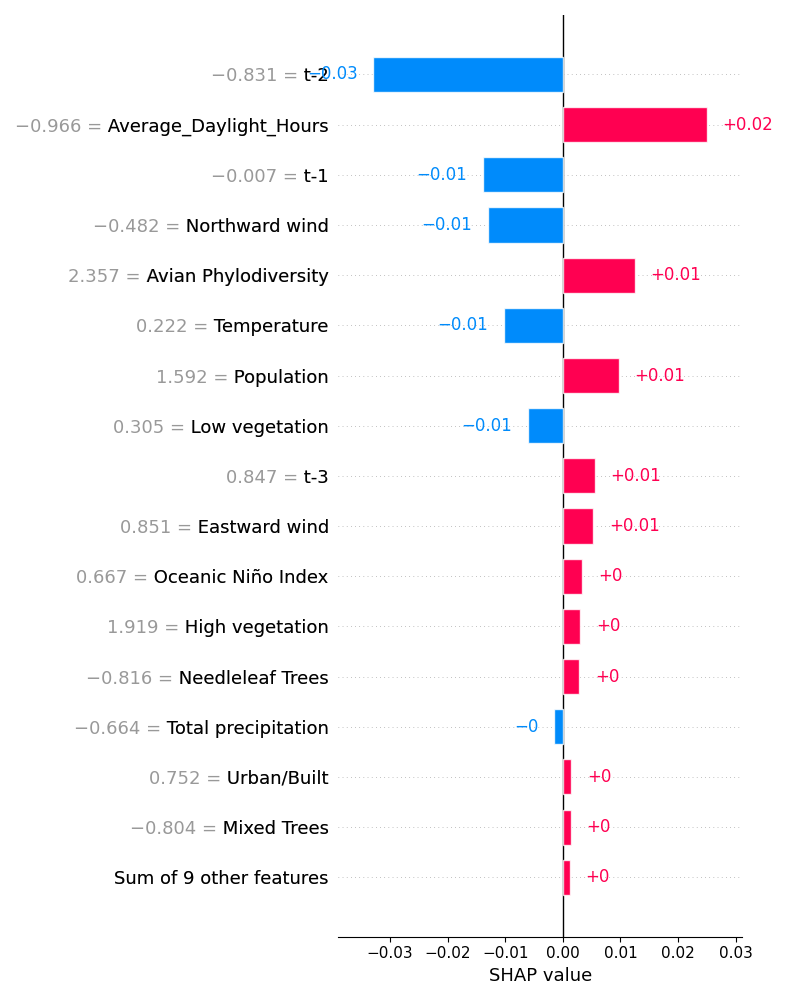 −0.831 = t-2 −0.03
−0.966 = Average_Daylight_Hours +0.02
−0.007 = t-1 −0.01
−0.482 = Northward wind −0.01
2.357 = Avian Phylodiversity +0.01
0.222 = Temperature −0.01
1.592 = Population +0.01
0.305 = Low vegetation −0.01
0.847 = t-3 +0.01
0.851 = Eastward wind +0.01
0.667 = Oceanic Niño Index +0
1.919 = High vegetation +0
−0.816 = Needleleaf Trees +0
−0.664 = Total precipitation −0
0.752 = Urban/Built +0
−0.804 = Mixed Trees +0
Sum of 9 other features +0
−0.03 −0.02 −0.01 0.00 0.01 0.02 0.03
SHAP value